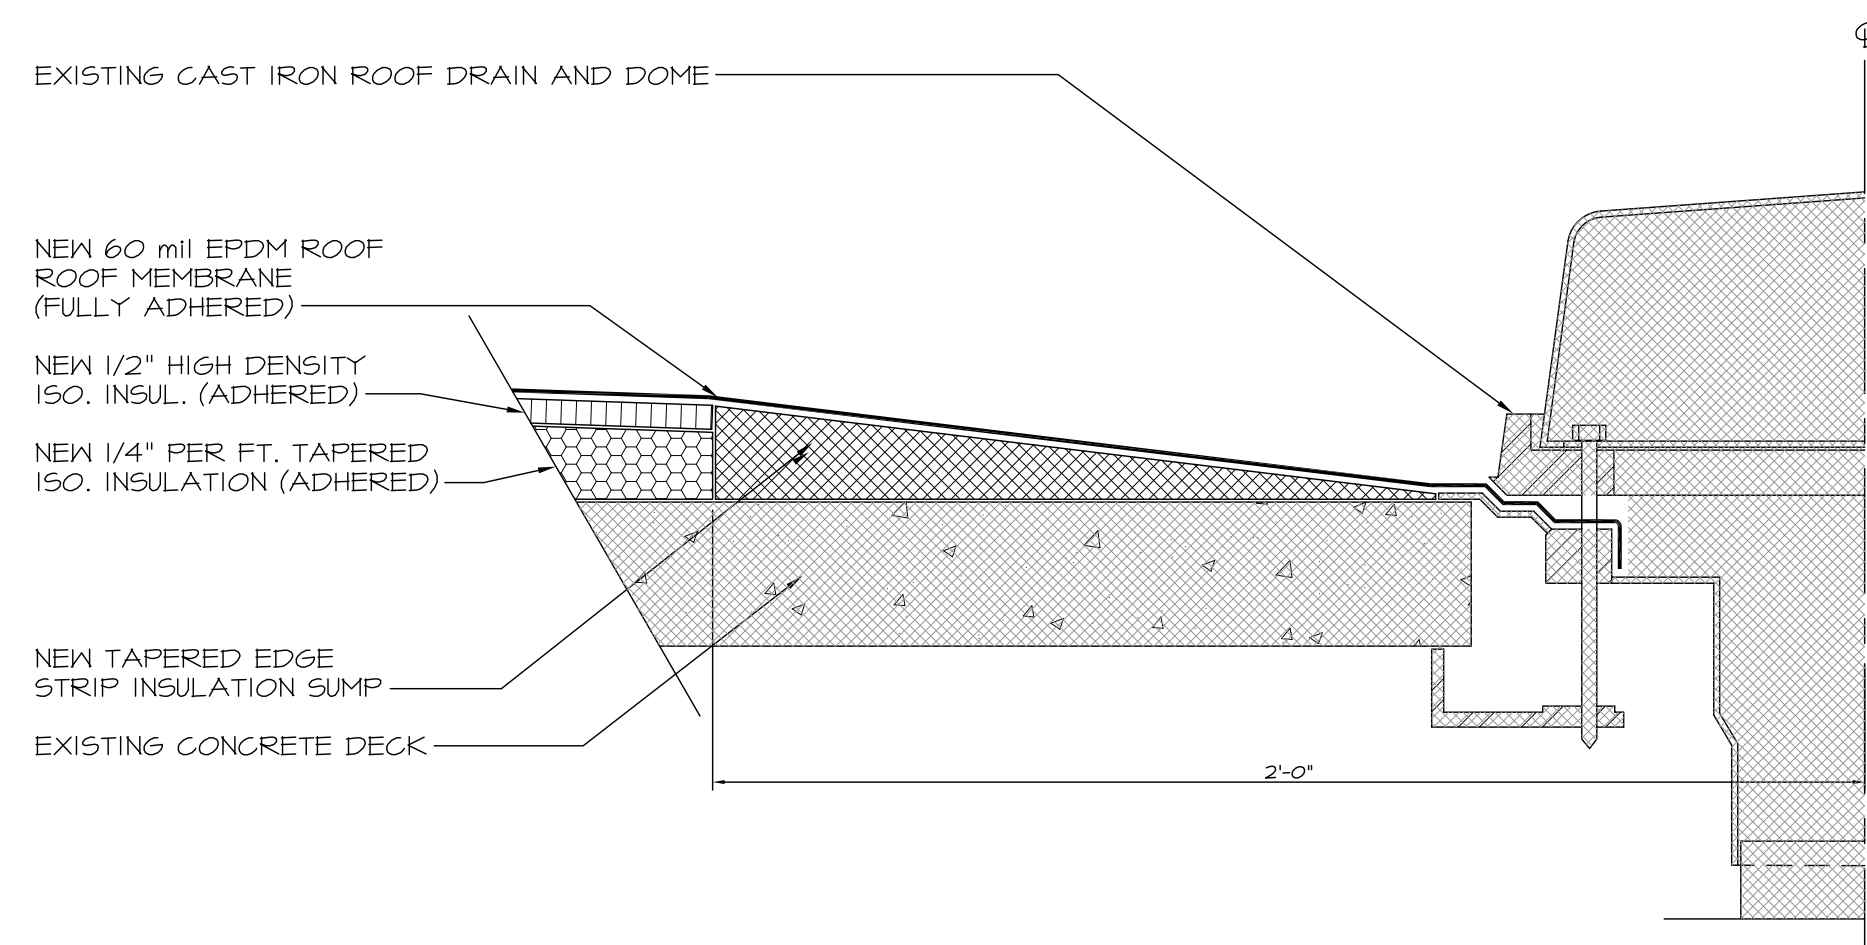 EXISTING CAST IRON ROOF DRAIN AND DOME
NEW 60 mil EPDM ROOF
ROOF MEMBRANE
(FULLY ADHERED)
NEW 1/2" HIGH DENSITY
ISO. INSUL. (ADHERED)
NEW 1/4" PER FT. TAPERED
ISO. INSULATION (ADHERED)
NEW TAPERED EDGE
STRIP INSULATION SUMP
EXISTING CONCRETE DECK
2'-0"